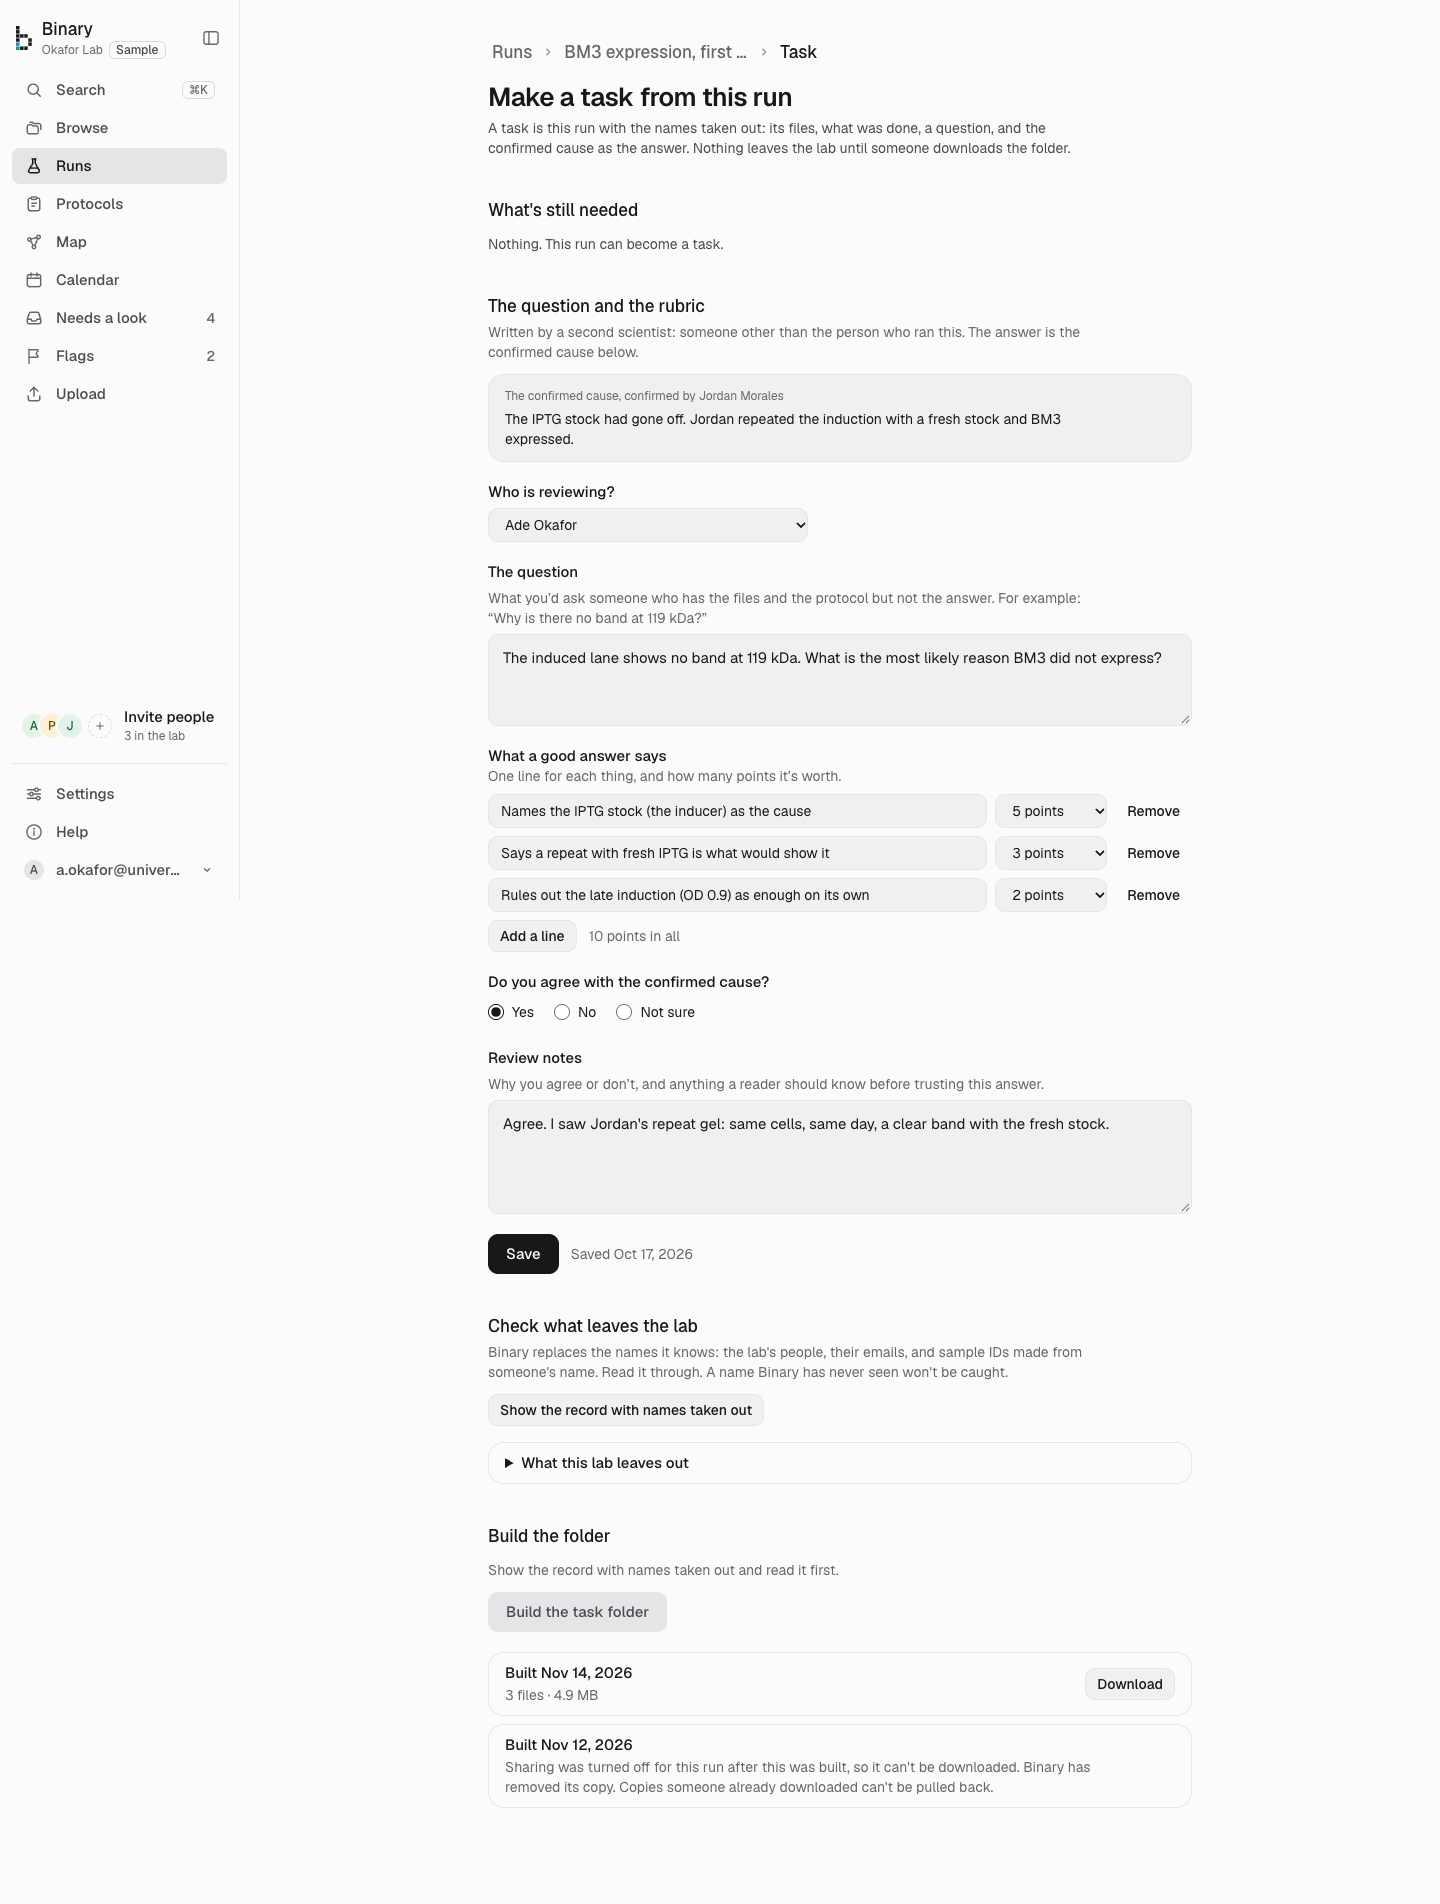 Binary
Okafor Lab Sample
Search ⌘K
Browse
Runs
Protocols
Map
Calendar
Needs a look 4
Flags 2
Upload
A P J +
Invite people
3 in the lab
Settings
Help
A a.okafor@univer...
Runs > BM3 expression, first ... > Task
Make a task from this run
A task is this run with the names taken out: its files, what was done, a question, and the
confirmed cause as the answer. Nothing leaves the lab until someone downloads the folder.
What's still needed
Nothing. This run can become a task.
The question and the rubric
Written by a second scientist: someone other than the person who ran this. The answer is the
confirmed cause below.
The confirmed cause, confirmed by Jordan Morales
The IPTG stock had gone off. Jordan repeated the induction with a fresh stock and BM3
expressed.
Who is reviewing?
Ade Okafor
The question
What you’d ask someone who has the files and the protocol but not the answer. For example:
“Why is there no band at 119 kDa?”
The induced lane shows no band at 119 kDa. What is the most likely reason BM3 did not express?
What a good answer says
One line for each thing, and how many points it’s worth.
Names the IPTG stock (the inducer) as the cause 5 points Remove
Says a repeat with fresh IPTG is what would show it 3 points Remove
Rules out the late induction (OD 0.9) as enough on its own 2 points Remove
Add a line 10 points in all
Do you agree with the confirmed cause?
Yes No Not sure
Review notes
Why you agree or don’t, and anything a reader should know before trusting this answer.
Agree. I saw Jordan's repeat gel: same cells, same day, a clear band with the fresh stock.
Save Saved Oct 17, 2026
Check what leaves the lab
Binary replaces the names it knows: the lab's people, their emails, and sample IDs made from
someone's name. Read it through. A name Binary has never seen won't be caught.
Show the record with names taken out
What this lab leaves out
Build the folder
Show the record with names taken out and read it first.
Build the task folder
Built Nov 14, 2026
3 files · 4.9 MB
Download
Built Nov 12, 2026
Sharing was turned off for this run after this was built, so it can't be downloaded. Binary has
removed its copy. Copies someone already downloaded can't be pulled back.